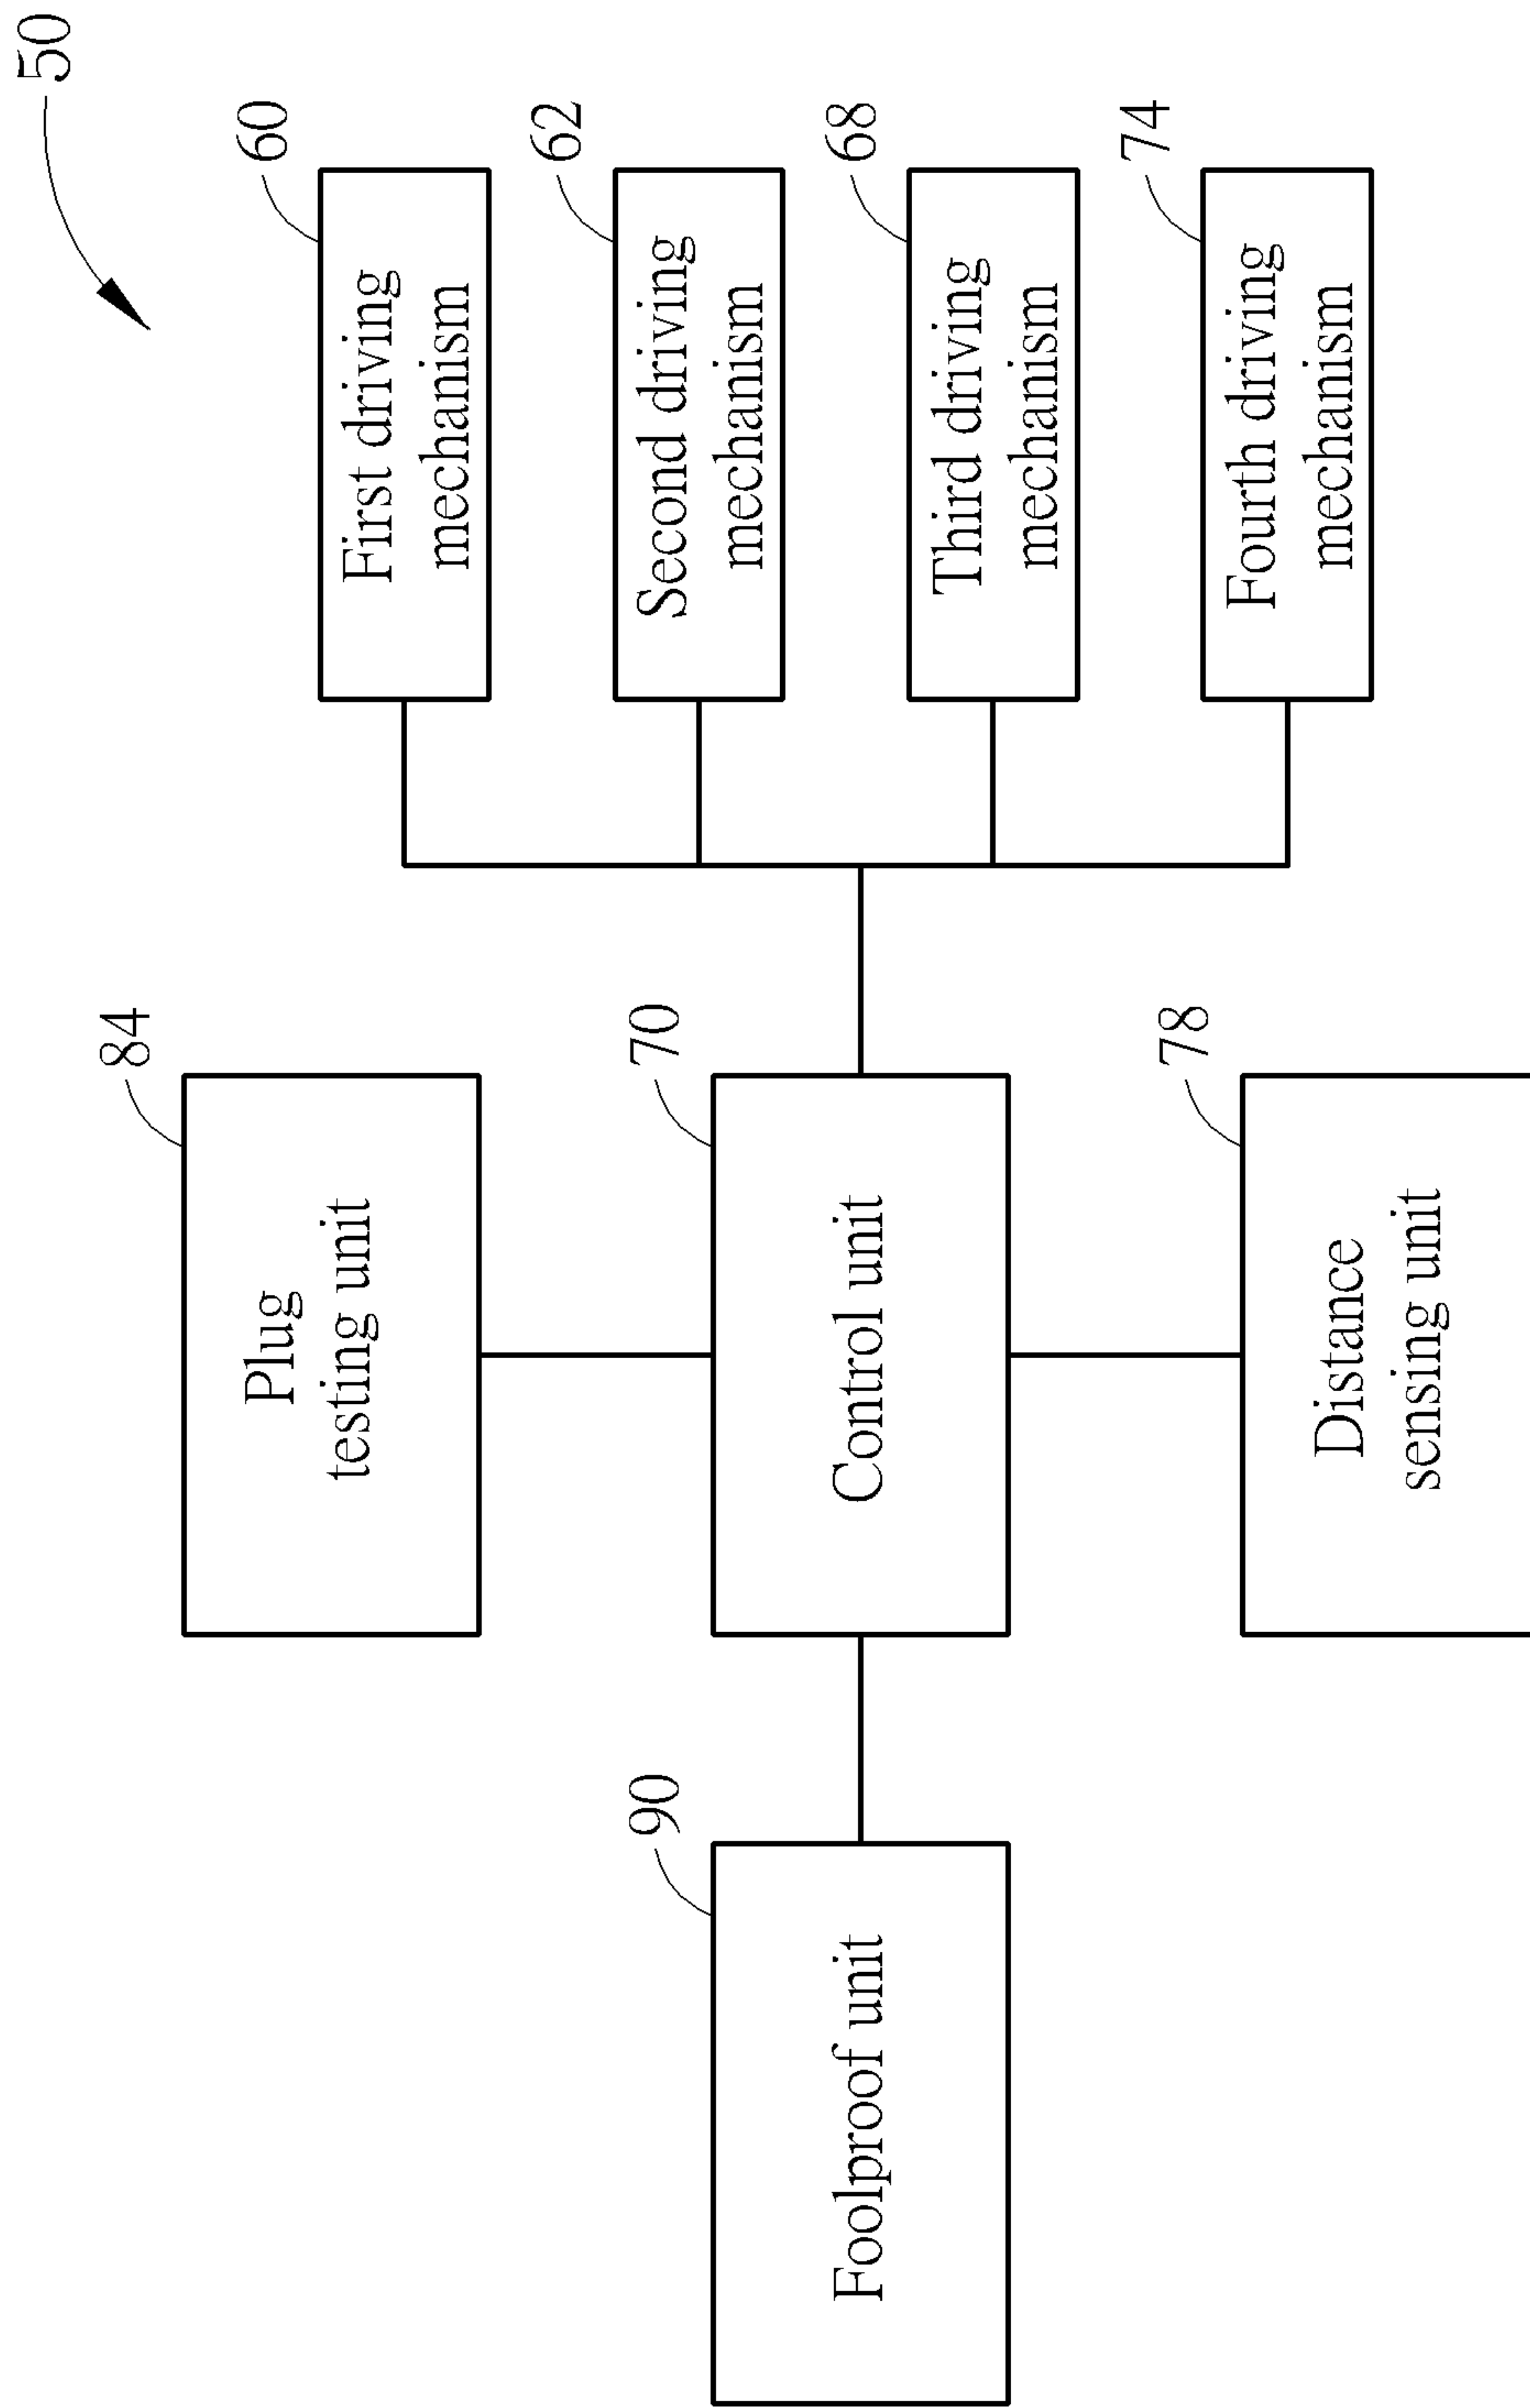 50
84
Plug
testing unit
60
First driving
mechanism
62
Second driving
mechanism
90
Foolproof unit
70
Control unit
68
Third driving
mechanism
78
Distance
sensing unit
74
Fourth driving
mechanism